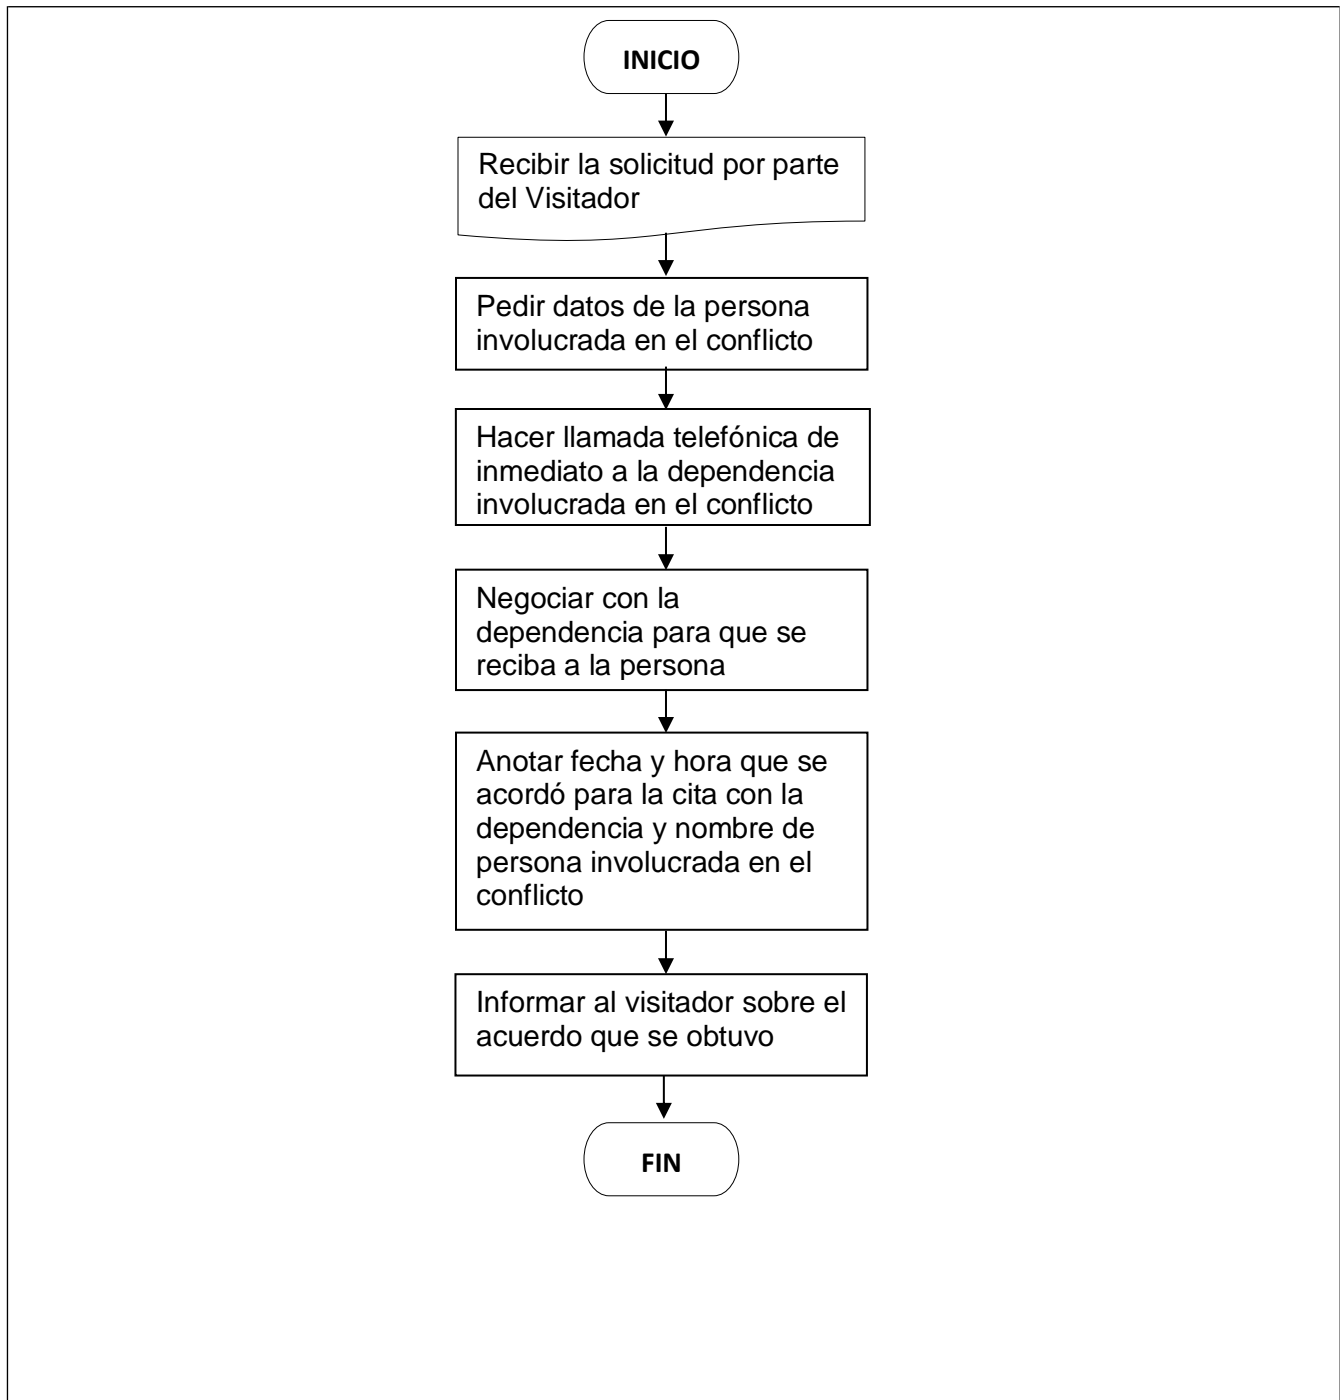 INICIO
Recibir la solicitud por parte
del Visitador
Pedir datos de la persona
involucrada en el conflicto
Hacer llamada telefónica de
inmediato a la dependencia
involucrada en el conflicto
Negociar con la
dependencia para que se
reciba a la persona
Anotar fecha y hora que se
acordó para la cita con la
dependencia y nombre de
persona involucrada en el
conflicto
Informar al visitador sobre el
acuerdo que se obtuvo
FIN